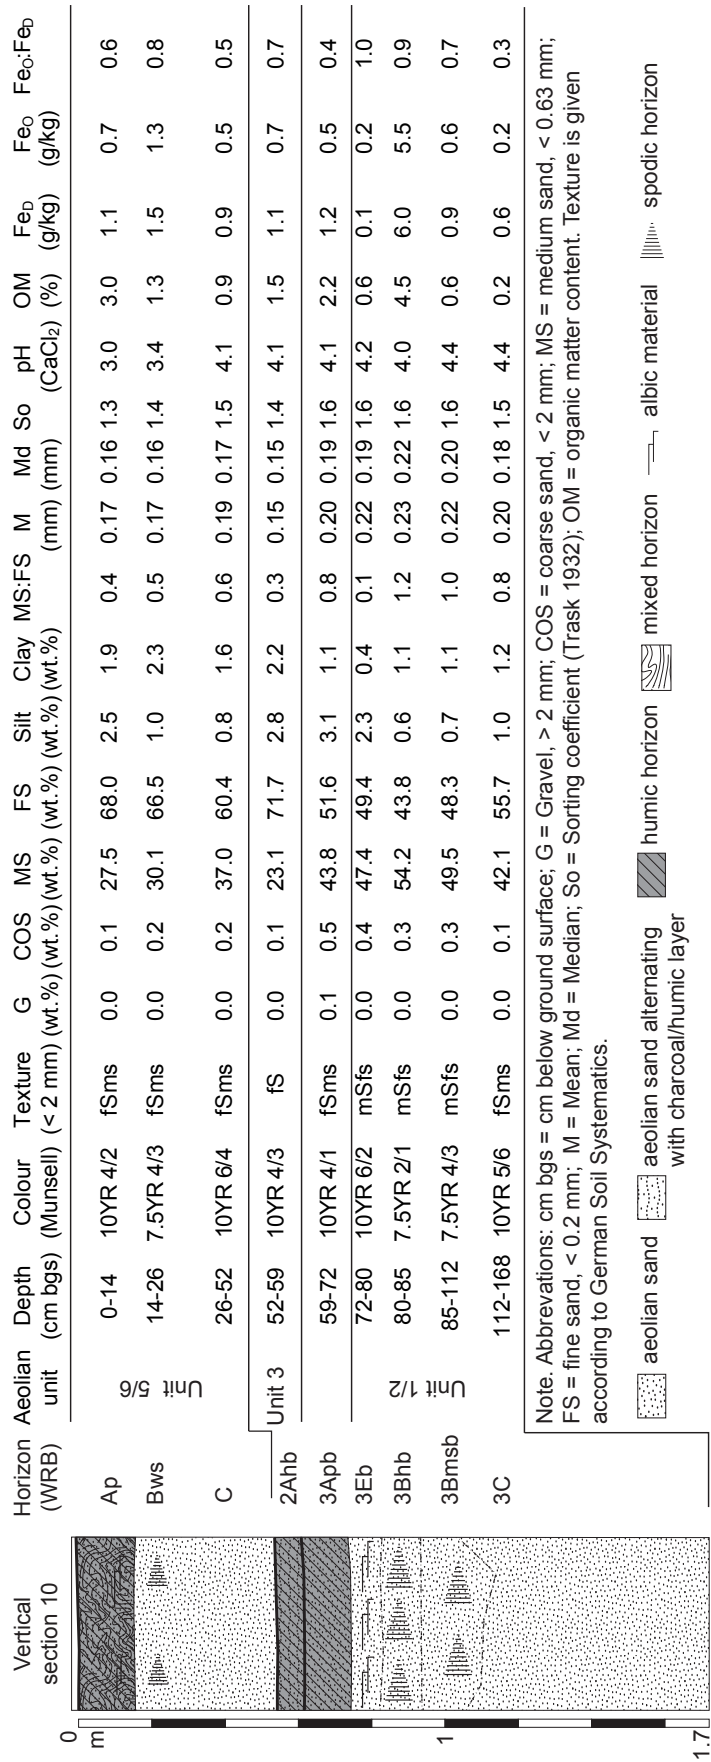 Vertical section 10 | Horizon (WRB) | Aeolian unit | Depth (cm bgs) | Colour (Munsell) | Texture (< 2 mm) | G (wt.%) | COS (wt.%) | MS (wt.%) | FS (wt.%) | Silt (wt.%) | Clay (wt.%) | MS:FS | M (mm) | Md (mm) | So | pH (CaCl₂) | OM (%) | Fe_D (g/kg) | Fe_O (g/kg) | Fe_O:Fe_D
0
m
1
1.7
Unit 5/6
Ap 0-14 10YR 4/2 fSms 0.0 0.1 27.5 68.0 2.5 1.9 0.4 0.17 0.16 1.3 3.0 3.0 1.1 0.7 0.6
Bws 14-26 7.5YR 4/3 fSms 0.0 0.2 30.1 66.5 1.0 2.3 0.5 0.17 0.16 1.4 3.4 1.3 1.5 1.3 0.8
C 26-52 10YR 6/4 fSms 0.0 0.2 37.0 60.4 0.8 1.6 0.6 0.19 0.17 1.5 4.1 0.9 0.9 0.5 0.5
2Ahb Unit 3 52-59 10YR 4/3 fS 0.0 0.1 23.1 71.7 2.8 2.2 0.3 0.15 0.15 1.4 4.1 1.5 1.1 0.7 0.7
3Apb 59-72 10YR 4/1 fSms 0.1 0.5 43.8 51.6 3.1 1.1 0.8 0.20 0.19 1.6 4.1 2.2 1.2 0.5 0.4
Unit 1/2
3Eb 72-80 10YR 6/2 mSfs 0.0 0.4 47.4 49.4 2.3 0.4 0.1 0.22 0.19 1.6 4.2 0.6 0.1 0.2 1.0
3Bhb 80-85 7.5YR 2/1 mSfs 0.0 0.3 54.2 43.8 0.6 1.1 1.2 0.23 0.22 1.6 4.0 4.5 6.0 5.5 0.9
3Bmsb 85-112 7.5YR 4/3 mSfs 0.0 0.3 49.5 48.3 0.7 1.1 1.0 0.22 0.20 1.6 4.4 0.6 0.9 0.6 0.7
3C 112-168 10YR 5/6 fSms 0.0 0.1 42.1 55.7 1.0 1.2 0.8 0.20 0.18 1.5 4.4 0.2 0.6 0.2 0.3
Note. Abbrevations: cm bgs = cm below ground surface; G = Gravel, > 2 mm; COS = coarse sand, < 2 mm; MS = medium sand, < 0.63 mm;
FS = fine sand, < 0.2 mm; M = Mean; Md = Median; So = Sorting coefficient (Trask 1932); OM = organic matter content. Texture is given
according to German Soil Systematics.
aeolian sand
aeolian sand alternating
with charcoal/humic layer
humic horizon
mixed horizon
albic material
spodic horizon